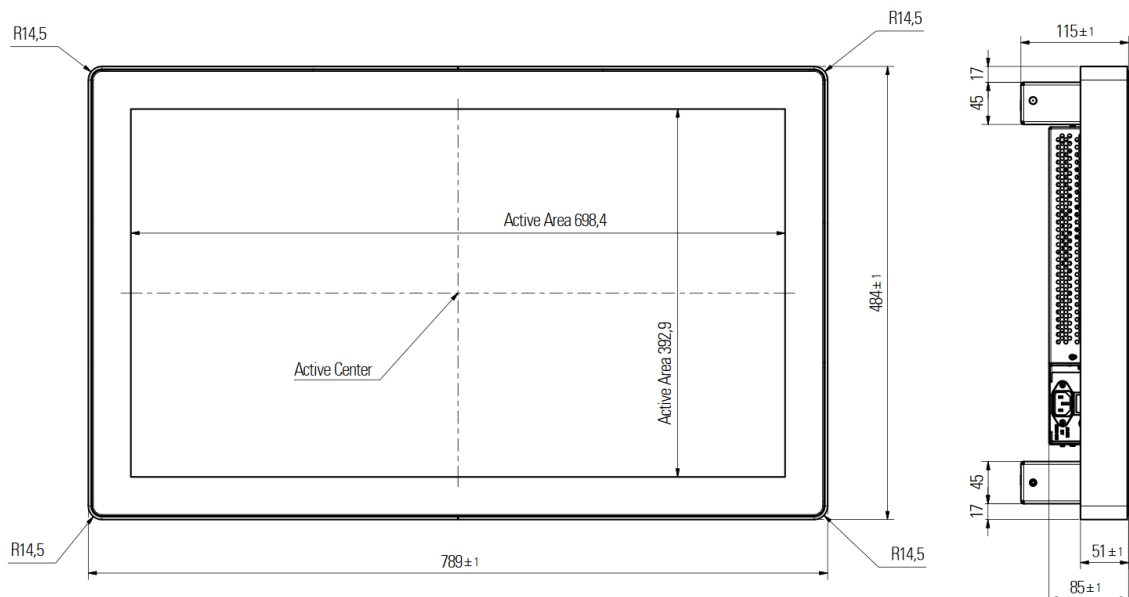 R14,5
R14,5
115±1
17
45
Active Area 698,4
484±1
Active Area 392,9
Active Center
45
17
R14,5
R14,5
789±1
51±1
85±1